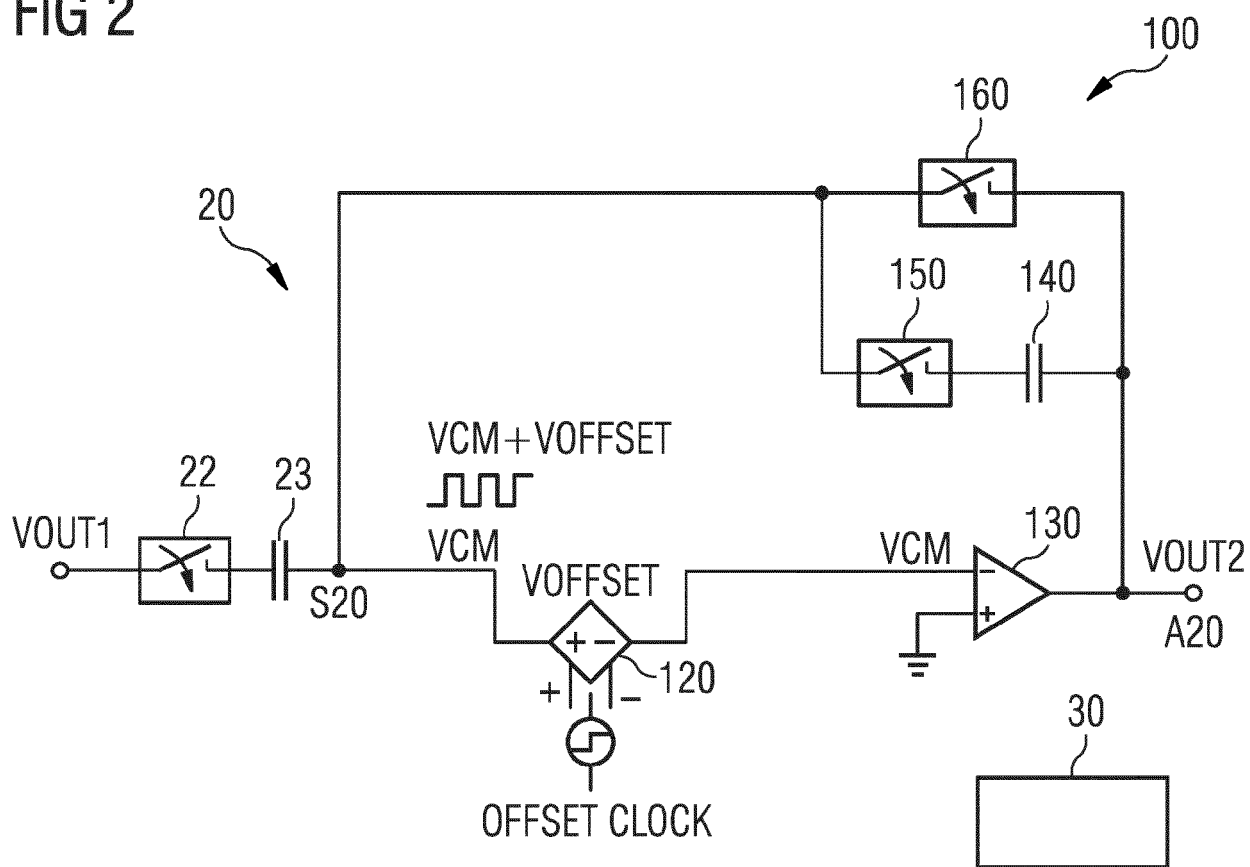 FIG 2
100
160
20
150
140
VCM+VOFFSET
22
23
VOUT1
VCM
VOFFSET
VCM
130
VOUT2
S20
A20
+ −
120
+ −
−
+
30
OFFSET CLOCK